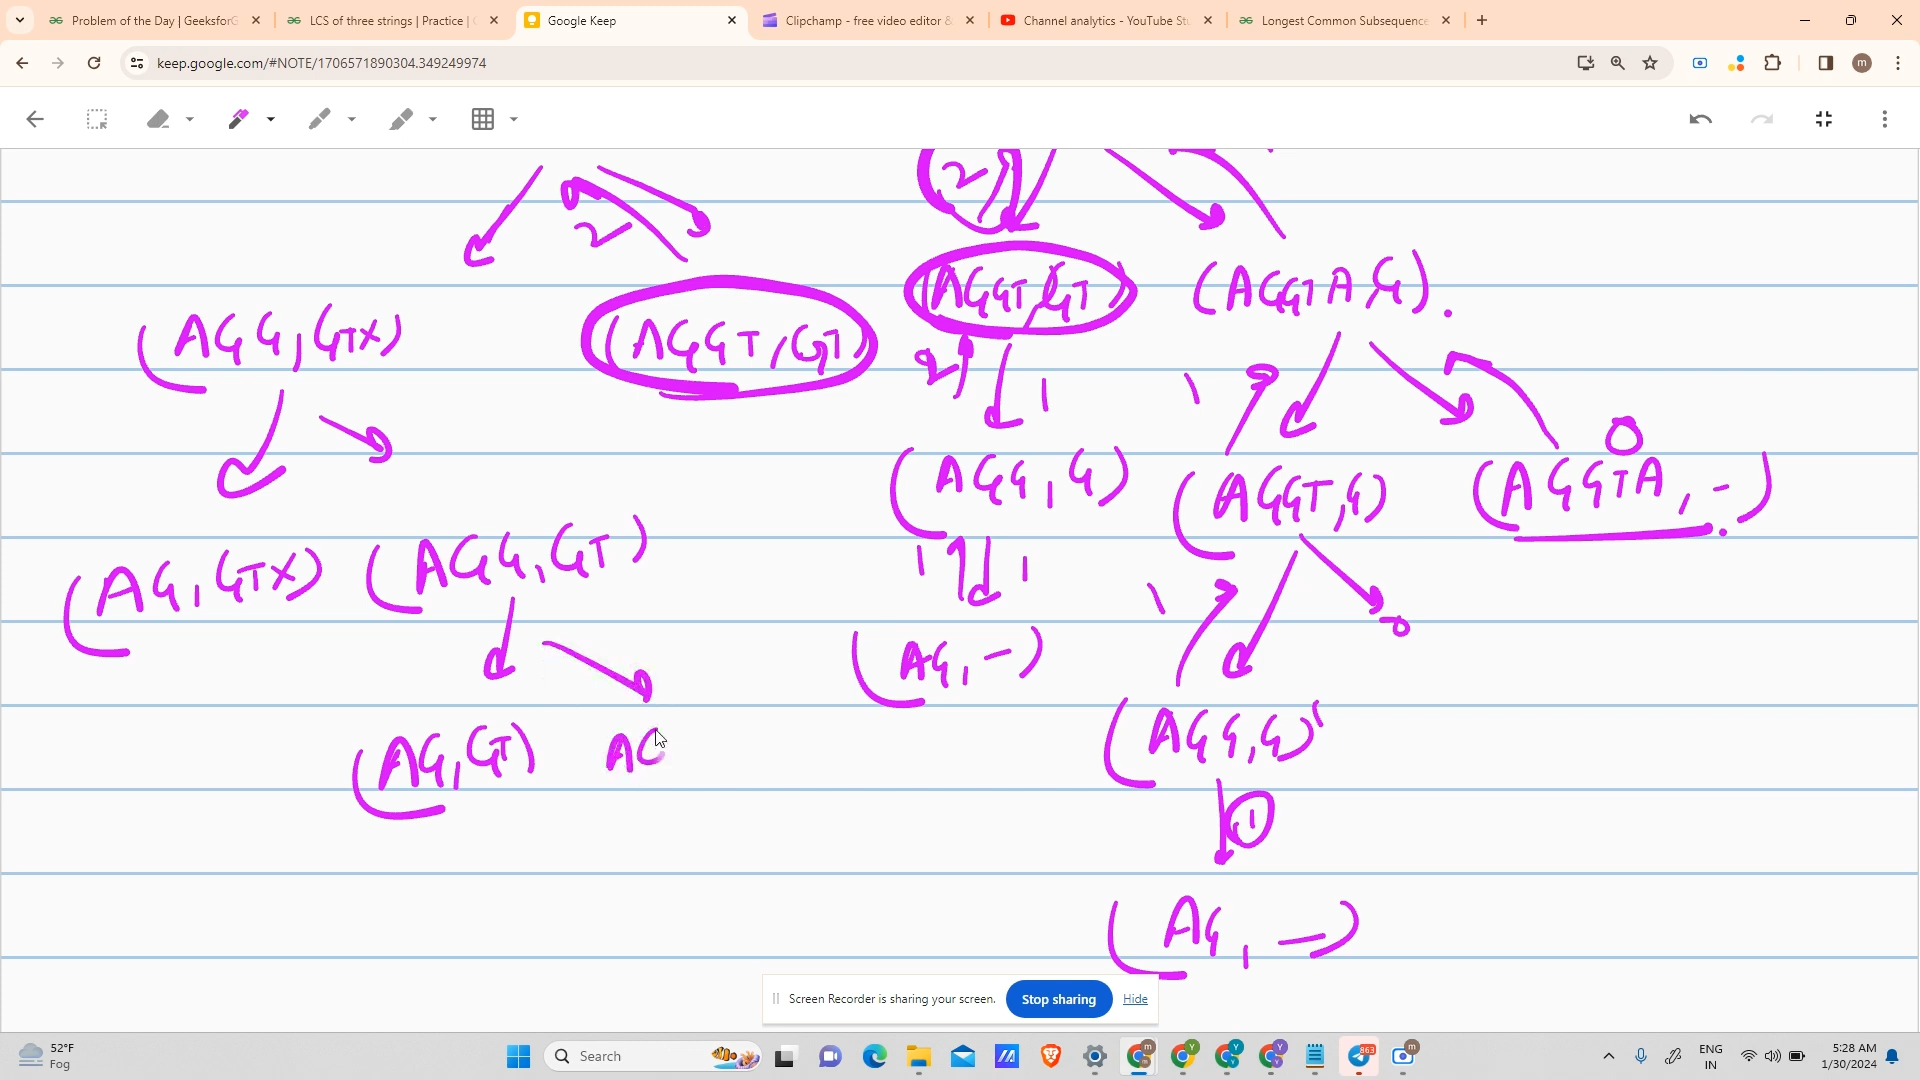 Problem of the Day | GeeksforG
LCS of three strings | Practice | G
Google Keep
Clipchamp - free video editor &
Channel analytics - YouTube Stu
Longest Common Subsequence
keep.google.com/#NOTE/1706571890304.349249974
m
2
2
(AGGT, GT)
(AGGTA, G).
(AGG, GTX)
(AGGT, GT)
2
1
1
0
(AGG, G)
(AGGT, G)
(AGGTA, -).
(AG, GTX)
(AGG, GT)
1
1
1
0
(AG, -)
(AG, GT)
AG
(AGG, G)
1
(AG, -)
Screen Recorder is sharing your screen.
Stop sharing
Hide
52°F
Fog
Search
863
ENG
IN
5:28 AM
1/30/2024